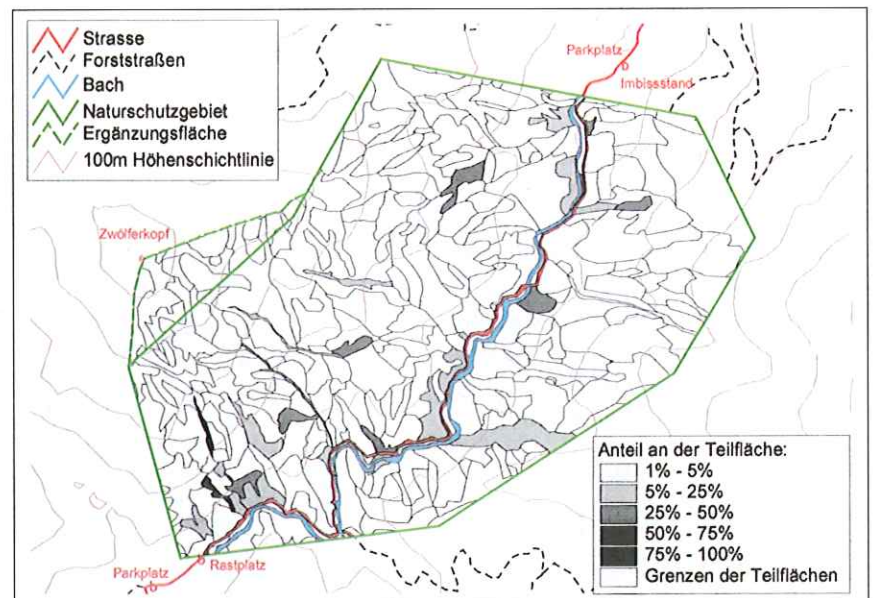 Strasse
Forststraßen
Bach
Naturschutzgebiet
Ergänzungsfläche
100m Höhenschichtlinie
Parkplatz
Imbissstand
Zwölferkopf
Anteil an der Teilfläche:
1% - 5%
5% - 25%
25% - 50%
50% - 75%
75% - 100%
Grenzen der Teilflächen
Parkplatz
Rastplatz